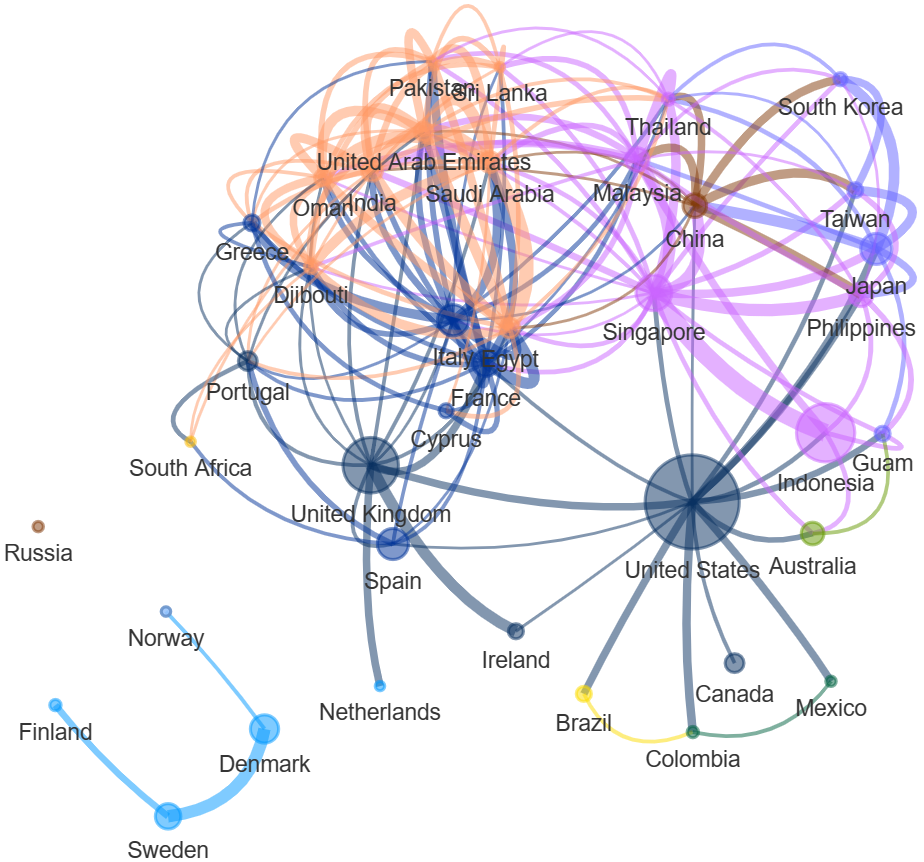 Pakistan
Sri Lanka
South Korea
Thailand
United Arab Emirates
Saudi Arabia
Malaysia
Oman
India
Taiwan
China
Greece
Djibouti
Japan
Singapore
Philippines
Italy
Egypt
Portugal
France
Cyprus
South Africa
Guam
Indonesia
United Kingdom
Russia
Spain
United States
Australia
Norway
Ireland
Netherlands
Canada
Mexico
Brazil
Finland
Denmark
Colombia
Sweden